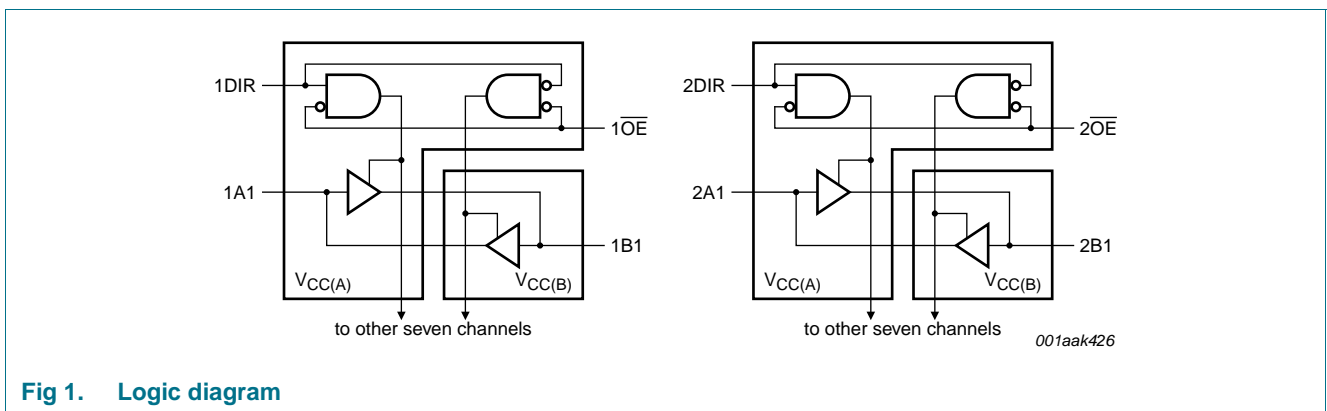 1DIR
1OE
1A1
1B1
VCC(A)
VCC(B)
to other seven channels
2DIR
2OE
2A1
2B1
VCC(A)
VCC(B)
to other seven channels
001aak426
Fig 1. Logic diagram